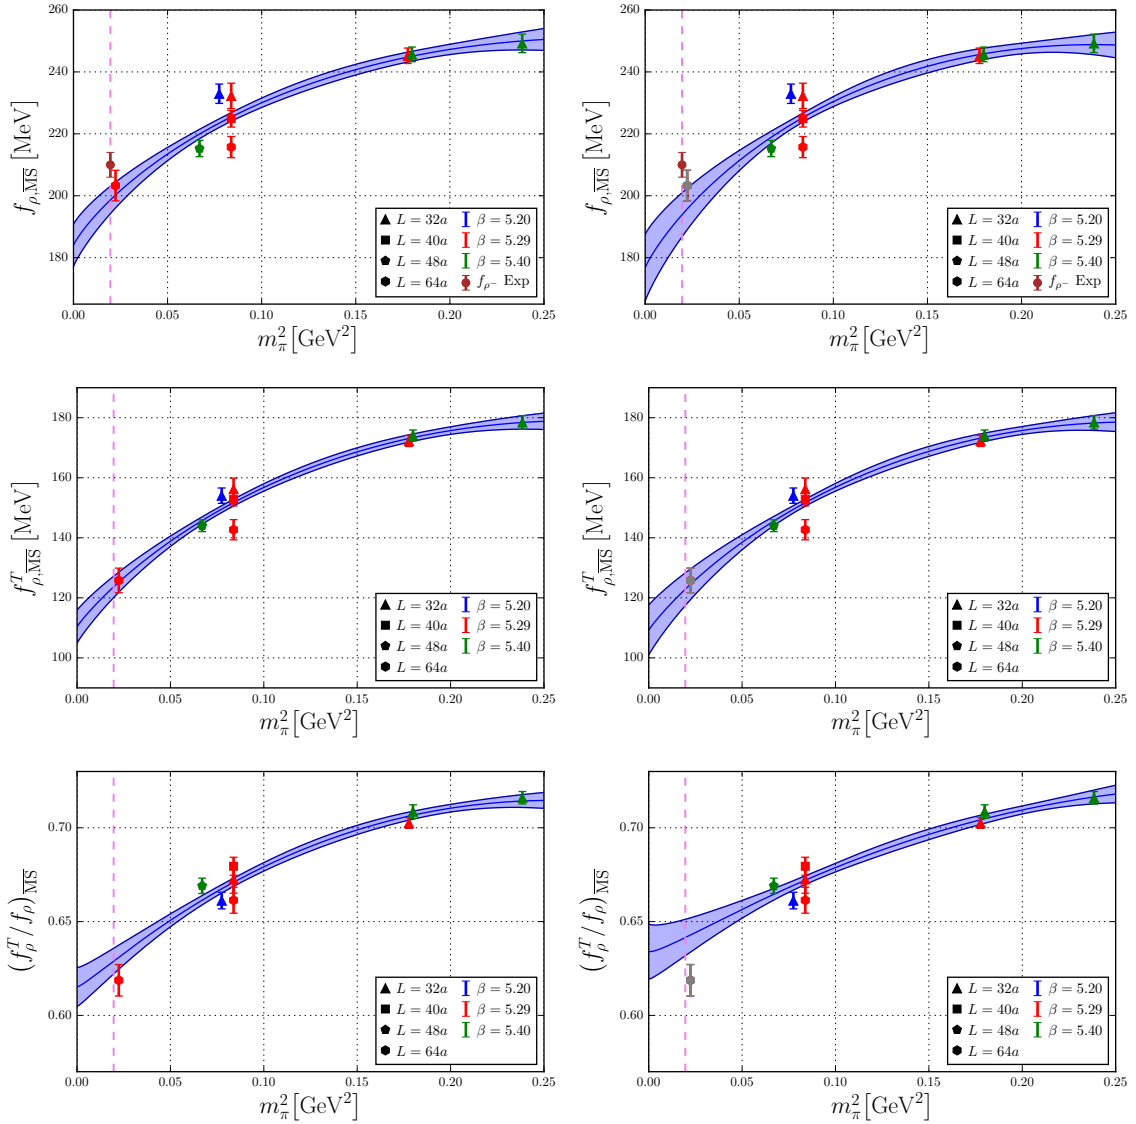 260
240
220
200
180
f_{ρ,\overline{MS}} [MeV]
▲ L = 32a β = 5.20
■ L = 40a β = 5.29
⬟ L = 48a β = 5.40
⬢ L = 64a f_{ρ⁻} Exp
0.00 0.05 0.10 0.15 0.20 0.25
m_π^2 [GeV^2]
260
240
220
200
180
f_{ρ,\overline{MS}} [MeV]
▲ L = 32a β = 5.20
■ L = 40a β = 5.29
⬟ L = 48a β = 5.40
⬢ L = 64a f_{ρ⁻} Exp
0.00 0.05 0.10 0.15 0.20 0.25
m_π^2 [GeV^2]
180
160
140
120
100
f^T_{ρ,\overline{MS}} [MeV]
▲ L = 32a β = 5.20
■ L = 40a β = 5.29
⬟ L = 48a β = 5.40
⬢ L = 64a
0.00 0.05 0.10 0.15 0.20 0.25
m_π^2 [GeV^2]
180
160
140
120
100
f^T_{ρ,\overline{MS}} [MeV]
▲ L = 32a β = 5.20
■ L = 40a β = 5.29
⬟ L = 48a β = 5.40
⬢ L = 64a
0.00 0.05 0.10 0.15 0.20 0.25
m_π^2 [GeV^2]
0.70
0.65
0.60
(f_ρ^T / f_ρ)_{\overline{MS}}
▲ L = 32a β = 5.20
■ L = 40a β = 5.29
⬟ L = 48a β = 5.40
⬢ L = 64a
0.00 0.05 0.10 0.15 0.20 0.25
m_π^2 [GeV^2]
0.70
0.65
0.60
(f_ρ^T / f_ρ)_{\overline{MS}}
▲ L = 32a β = 5.20
■ L = 40a β = 5.29
⬟ L = 48a β = 5.40
⬢ L = 64a
0.00 0.05 0.10 0.15 0.20 0.25
m_π^2 [GeV^2]